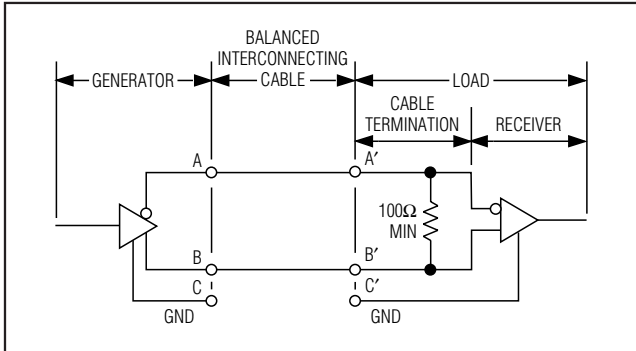 BALANCED
INTERCONNECTING
GENERATOR CABLE LOAD
CABLE
TERMINATION RECEIVER
A A′
100Ω
MIN
B B′
C C′
GND GND